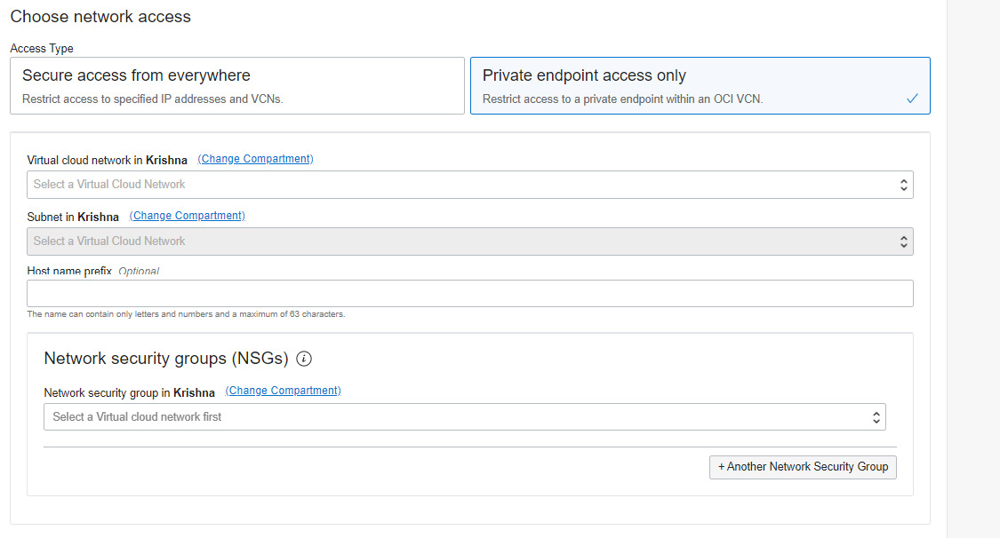 Choose network access
Access Type
Secure access from everywhere
Restrict access to specified IP addresses and VCNs.
Private endpoint access only
Restrict access to a private endpoint within an OCI VCN.
Virtual cloud network in Krishna (Change Compartment)
Select a Virtual Cloud Network
Subnet in Krishna (Change Compartment)
Select a Virtual Cloud Network
Host name prefix Optional
The name can contain only letters and numbers and a maximum of 63 characters.
Network security groups (NSGs)
Network security group in Krishna (Change Compartment)
Select a Virtual cloud network first
+ Another Network Security Group